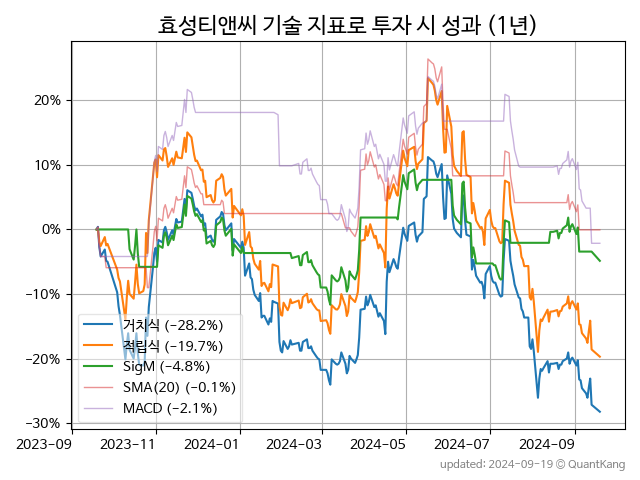 효성티앤씨 기술 지표로 투자 시 성과 (1년)
20%
10%
0%
−10%
−20%
−30%
거치식 (−28.2%)
적립식 (−19.7%)
SigM (−4.8%)
SMA(20) (−0.1%)
MACD (−2.1%)
2023-09
2023-11
2024-01
2024-03
2024-05
2024-07
2024-09
updated: 2024-09-19 © QuantKang